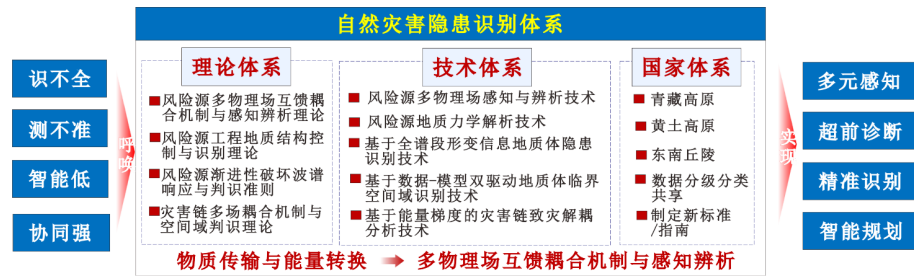 自然灾害隐患识别体系
识不全
测不准
智能低
协同强
呼唤
理论体系
风险源多物理场互馈耦
合机制与感知辨析理论
风险源工程地质结构控
制与识别理论
风险源渐进性破坏波谱
响应与判识准则
灾害链多场耦合机制与
空间域判识理论
技术体系
风险源多物理场感知与辨析技术
风险源地质力学解析技术
基于全谱段形变信息地质体隐患
识别技术
基于数据-模型双驱动地质体临界
空间域识别技术
基于能量梯度的灾害链致灾解耦
分析技术
国家体系
青藏高原
黄土高原
东南丘陵
数据分级分类
共享
制定新标准
/指南
物质传输与能量转换
多物理场互馈耦合机制与感知辨析
实现
多元感知
超前诊断
精准识别
智能规划